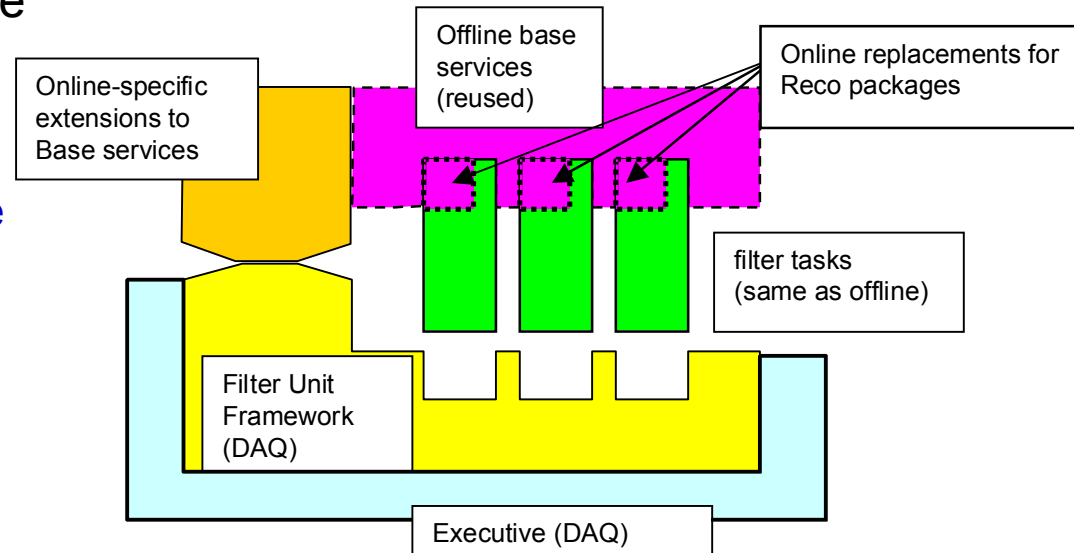 e
Offline base
services
(reused)
Online replacements for
Reco packages
Online-specific
extensions to
Base services
e
filter tasks
(same as offline)
Filter Unit
Framework
(DAQ)
Executive (DAQ)